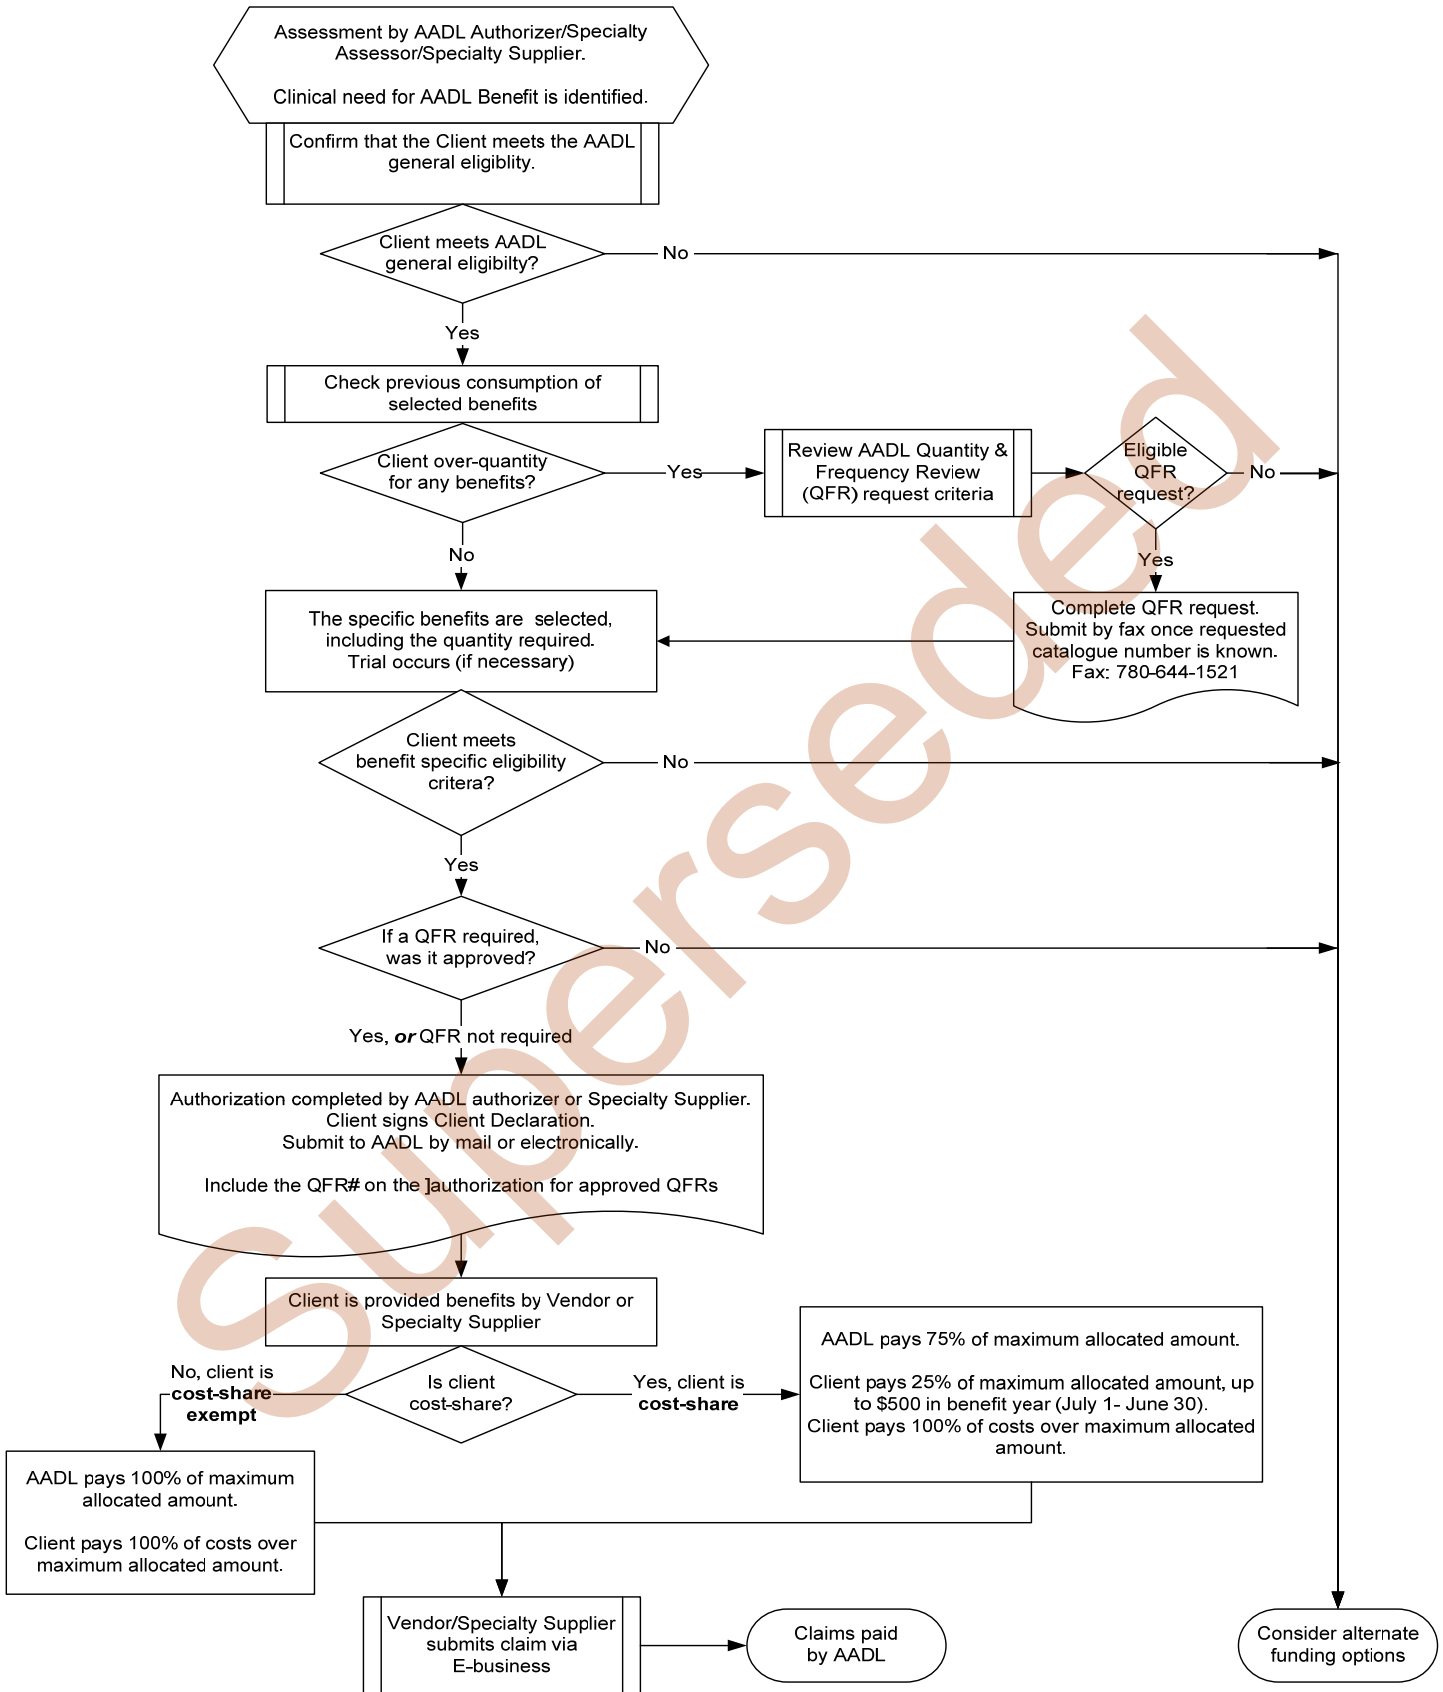 Assessment by AADL Authorizer/Specialty
Assessor/Specialty Supplier.
Clinical need for AADL Benefit is identified.
Confirm that the Client meets the AADL
general eligiblity.
Client meets AADL
general eligibilty?
No
Yes
Check previous consumption of
selected benefits
Client over-quantity
for any benefits?
Yes
Review AADL Quantity &
Frequency Review
(QFR) request criteria
Eligible
QFR
request?
No
No
Yes
The specific benefits are selected,
including the quantity required.
Trial occurs (if necessary)
Complete QFR request.
Submit by fax once requested
catalogue number is known.
Fax: 780-644-1521
Client meets
benefit specific eligibility
critera?
No
Yes
If a QFR required,
was it approved?
No
Yes, or QFR not required
Authorization completed by AADL authorizer or Specialty Supplier.
Client signs Client Declaration.
Submit to AADL by mail or electronically.
Include the QFR# on the ]authorization for approved QFRs
Client is provided benefits by Vendor or
Specialty Supplier
Is client
cost-share?
No, client is
cost-share
exempt
Yes, client is
cost-share
AADL pays 75% of maximum allocated amount.
Client pays 25% of maximum allocated amount, up
to $500 in benefit year (July 1- June 30).
Client pays 100% of costs over maximum allocated
amount.
AADL pays 100% of maximum
allocated amount.
Client pays 100% of costs over
maximum allocated amount.
Vendor/Specialty Supplier
submits claim via
E-business
Claims paid
by AADL
Consider alternate
funding options
Superseded